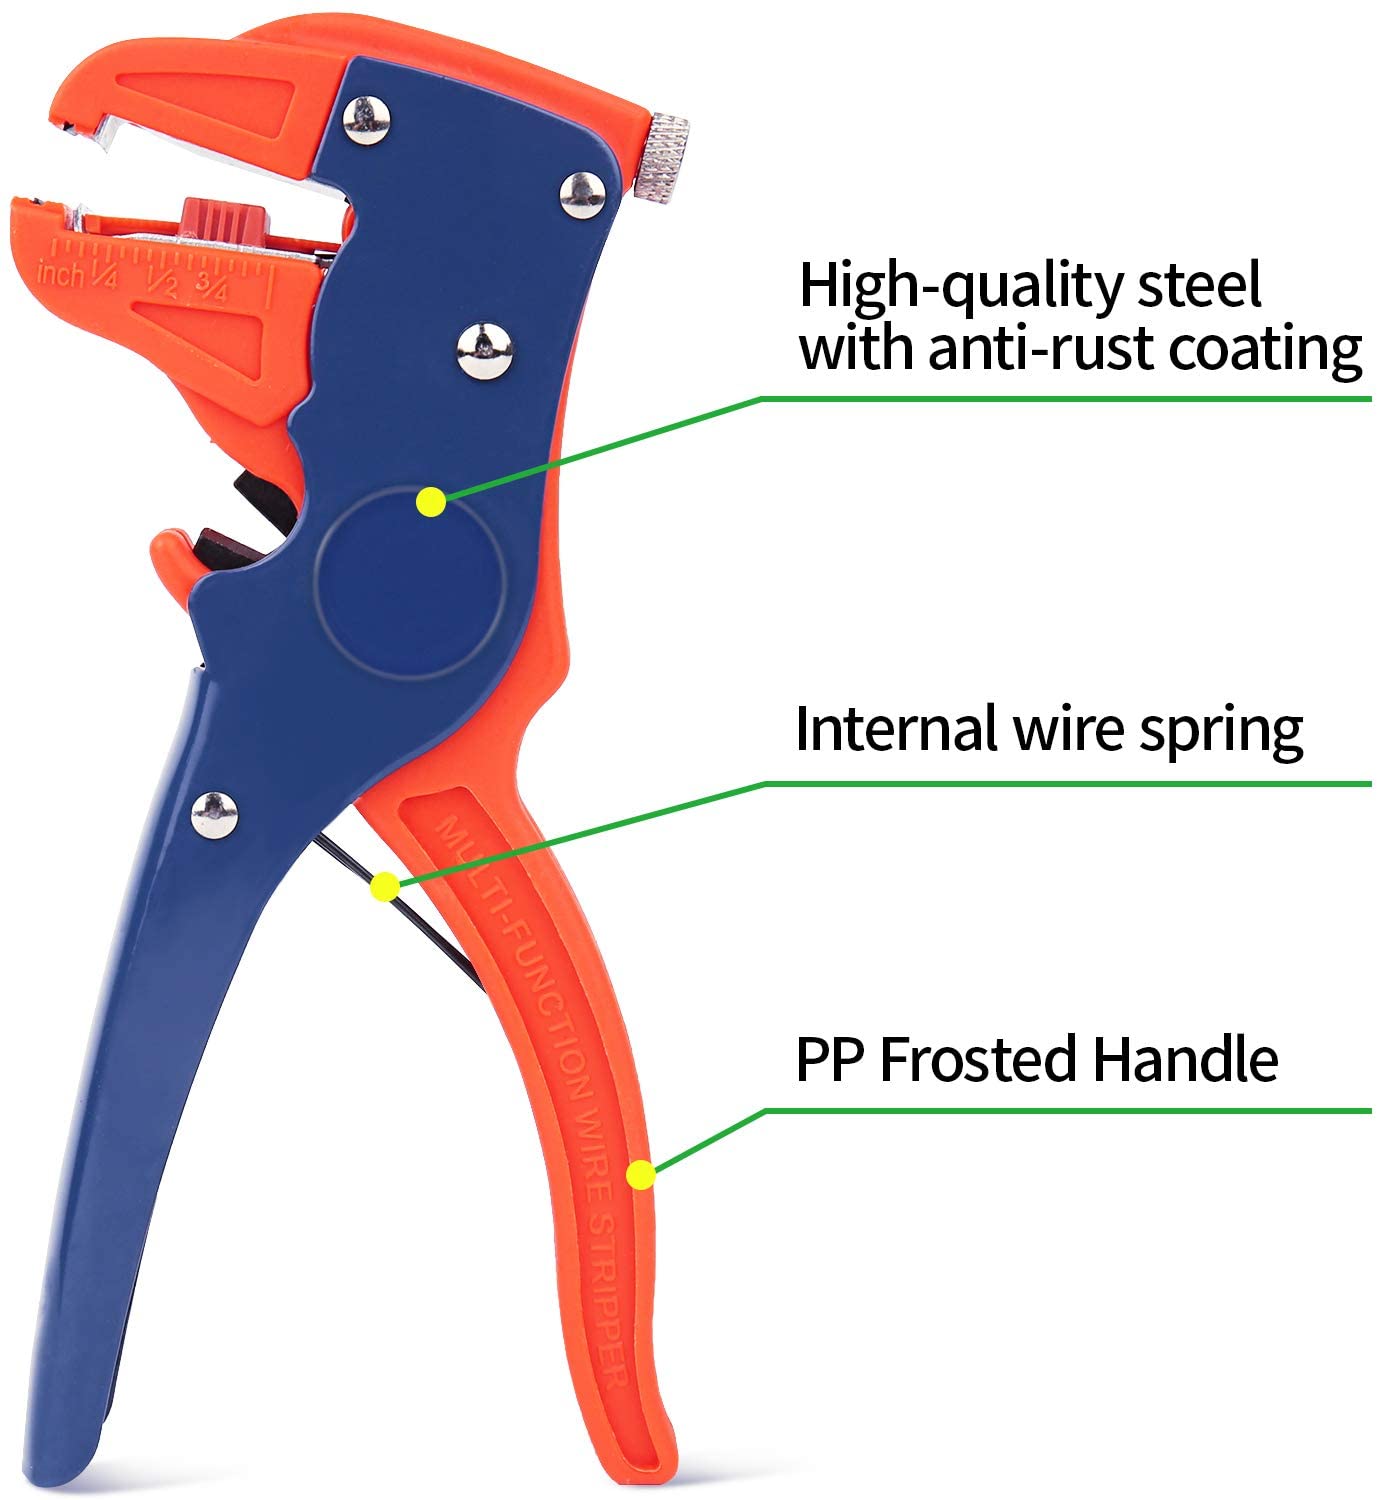 inch 1/4 1/2 3/4
High-quality steel
with anti-rust coating
Internal wire spring
MULTI-FUNCTION WIRE STRIPPER
PP Frosted Handle